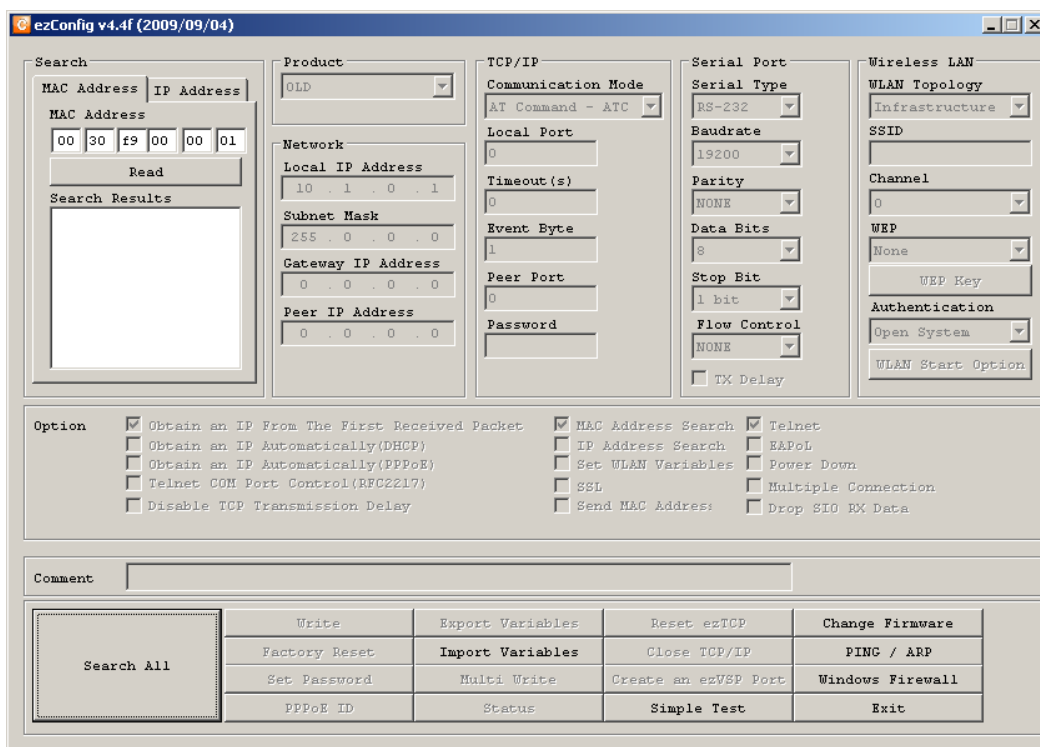 ezConfig v4.4f (2009/09/04)
Search
MAC Address
IP Address
MAC Address
00 30 f9 00 00 01
Read
Search Results
Product
OLD
Network
Local IP Address
10 . 1 . 0 . 1
Subnet Mask
255 . 0 . 0 . 0
Gateway IP Address
0 . 0 . 0 . 0
Peer IP Address
0 . 0 . 0 . 0
TCP/IP
Communication Mode
AT Command - ATC
Local Port
0
Timeout(s)
0
Event Byte
1
Peer Port
0
Password
Serial Port
Serial Type
RS-232
Baudrate
19200
Parity
NONE
Data Bits
8
Stop Bit
1 bit
Flow Control
NONE
TX Delay
Wireless LAN
WLAN Topology
Infrastructure
SSID
Channel
0
WEP
None
WEP Key
Authentication
Open System
WLAN Start Option
Option
Obtain an IP From The First Received Packet
Obtain an IP Automatically(DHCP)
Obtain an IP Automatically(PPPoE)
Telnet COM Port Control(RFC2217)
Disable TCP Transmission Delay
MAC Address Search
IP Address Search
Set WLAN Variables
SSL
Send MAC Address
Telnet
EAPoL
Power Down
Multiple Connection
Drop SIO RX Data
Comment
Search All
Write
Export Variables
Reset ezTCP
Change Firmware
Factory Reset
Import Variables
Close TCP/IP
PING / ARP
Set Password
Multi Write
Create an ezVSP Port
Windows Firewall
PPPoE ID
Status
Simple Test
Exit